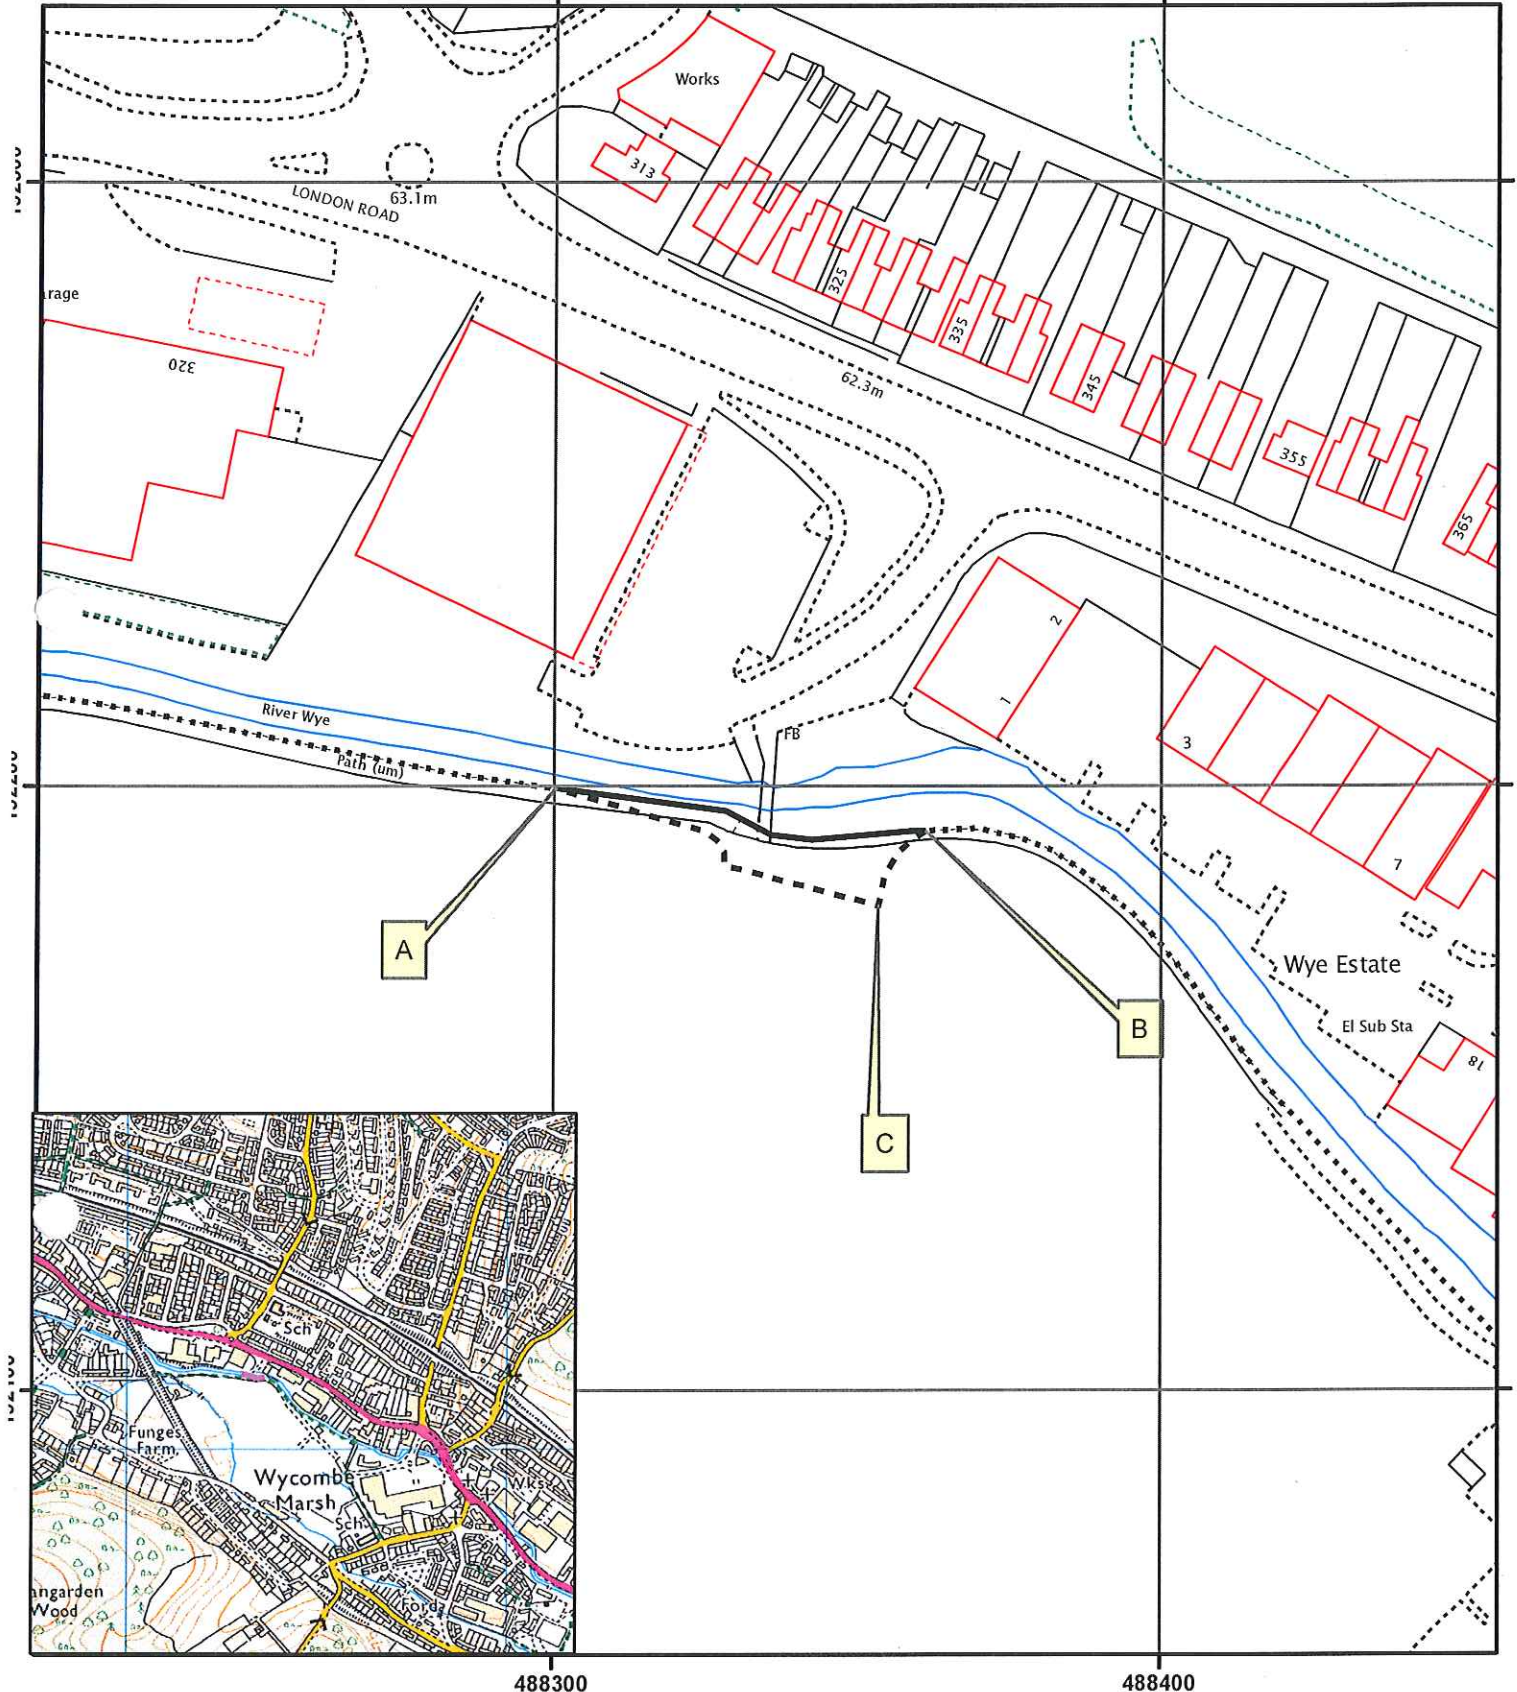 Works
313
63.1m
LONDON ROAD
325
335
345
355
365
62.3m
rage
320
River Wye
Path (um)
FB
1
2
3
7
A
B
C
Wye Estate
El Sub Sta
18
Sch
Funges
Farm
Wycombe
Marsh
Wks
Sch
angarden
Wood
Forda
488300
488400